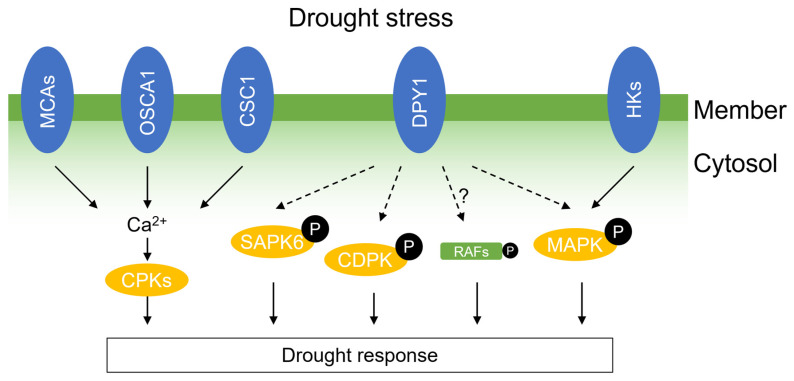 Drought stress
MCAs
OSCA1
CSC1
DPY1
HKs
Member
Cytosol
?
Ca²⁺
SAPK6
P
CDPK
P
RAFs
P
MAPK
P
CPKs
Drought response